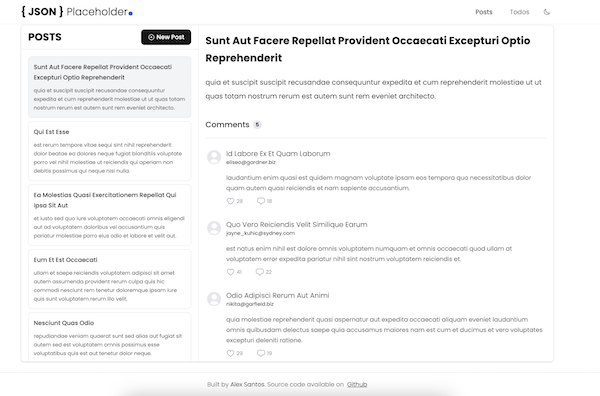 { JSON } Placeholder
Posts
Todos
POSTS
New Post
Sunt Aut Facere Repellat Provident Occaecati
Excepturi Optio Reprehenderit
quia et suscipit suscipit recusandae consequuntur
expedita et cum reprehenderit molestiae ut ut quas totam
nostrum rerum est autem sunt rem eveniet architecto.
Qui Est Esse
est rerum tempore vitae sequi sint nihil reprehenderit
dolor beatae ea dolores neque fugiat blanditiis voluptate
porro vel nihil molestiae ut reiciendis qui aperiam non
debitis possimus qui neque nisi nulla.
Ea Molestias Quasi Exercitationem Repellat Qui
Ipsa Sit Aut
et iusto sed quo iure voluptatem occaecati omnis eligendi
aut ad voluptatem doloribus vel accusantium quis
pariatur molestiae porro eius odio et labore et velit aut.
Eum Et Est Occaecati
ullam et saepe reiciendis voluptatem adipisci sit amet
autem assumenda provident rerum culpa quis hic
commodi nesciunt rem tenetur doloremque ipsam iure
quis sunt voluptatem rerum illo velit.
Nesciunt Quas Odio
repudiandae veniam quaerat sunt sed alias aut fugiat sit
autem sed est voluptatem omnis possimus esse
voluptatibus quis est aut tenetur dolor neque.
Sunt Aut Facere Repellat Provident Occaecati Excepturi Optio
Reprehenderit
quia et suscipit suscipit recusandae consequuntur expedita et cum reprehenderit molestiae ut ut
quas totam nostrum rerum est autem sunt rem eveniet architecto.
Comments 5
Id Labore Ex Et Quam Laborum
eliseo@gardner.biz
laudantium enim quasi est quidem magnam voluptate ipsam eos tempora quo necessitatibus dolor
quam autem quasi reiciendis et nam sapiente accusantium.
28 18
Quo Vero Reiciendis Velit Similique Earum
jayne_kuhic@sydney.com
est natus enim nihil est dolore omnis voluptatem numquam et omnis occaecati quod ullam at
voluptatem error expedita pariatur nihil sint nostrum voluptatem reiciendis et.
41 22
Odio Adipisci Rerum Aut Animi
nikita@garfield.biz
quia molestiae reprehenderit quasi aspernatur aut expedita occaecati aliquam eveniet laudantium
omnis quibusdam delectus saepe quia accusamus maiores nam est cum et ducimus et vero voluptates
excepturi deleniti ratione.
29 19
Built by Alex Santos. Source code available on Github